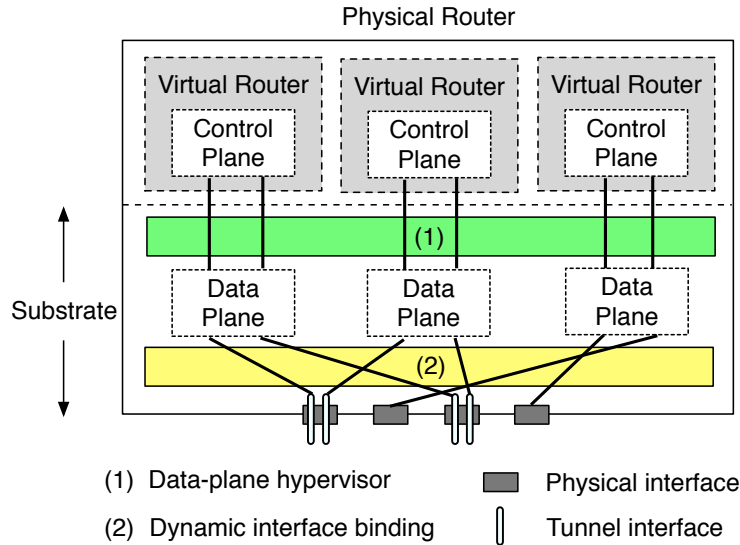 Physical Router
Virtual Router
Virtual Router
Virtual Router
Control
Plane
Control
Plane
Control
Plane
(1)
Data
Plane
Data
Plane
Data
Plane
Substrate
(2)
(1) Data-plane hypervisor
Physical interface
(2) Dynamic interface binding
Tunnel interface